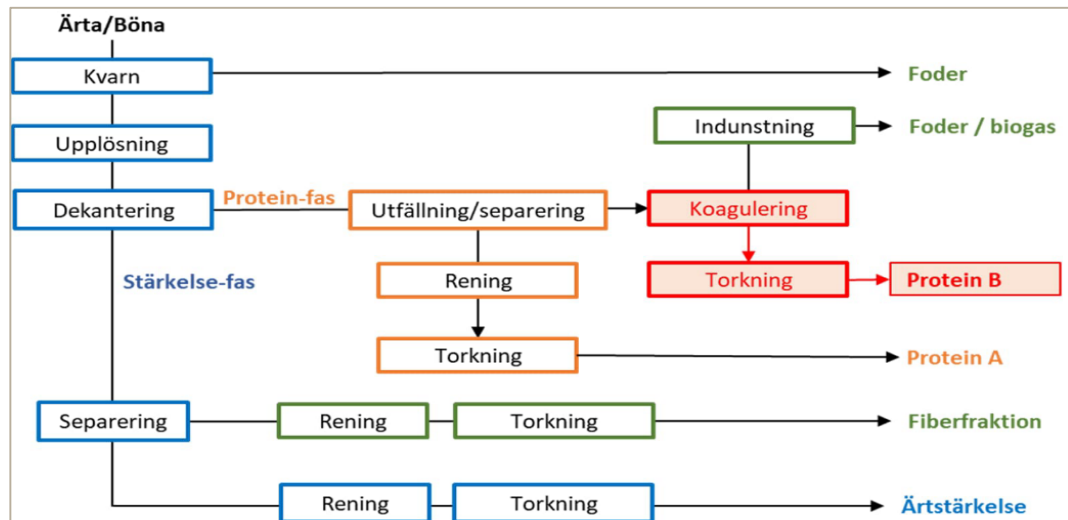 Ärta/Böna
Kvarn
Foder
Upplösning
Indunstning
Foder / biogas
Dekantering
Protein-fas
Utfällning/separering
Koagulering
Stärkelse-fas
Rening
Torkning
Protein B
Torkning
Protein A
Separering
Rening
Torkning
Fiberfraktion
Rening
Torkning
Ärtstärkelse